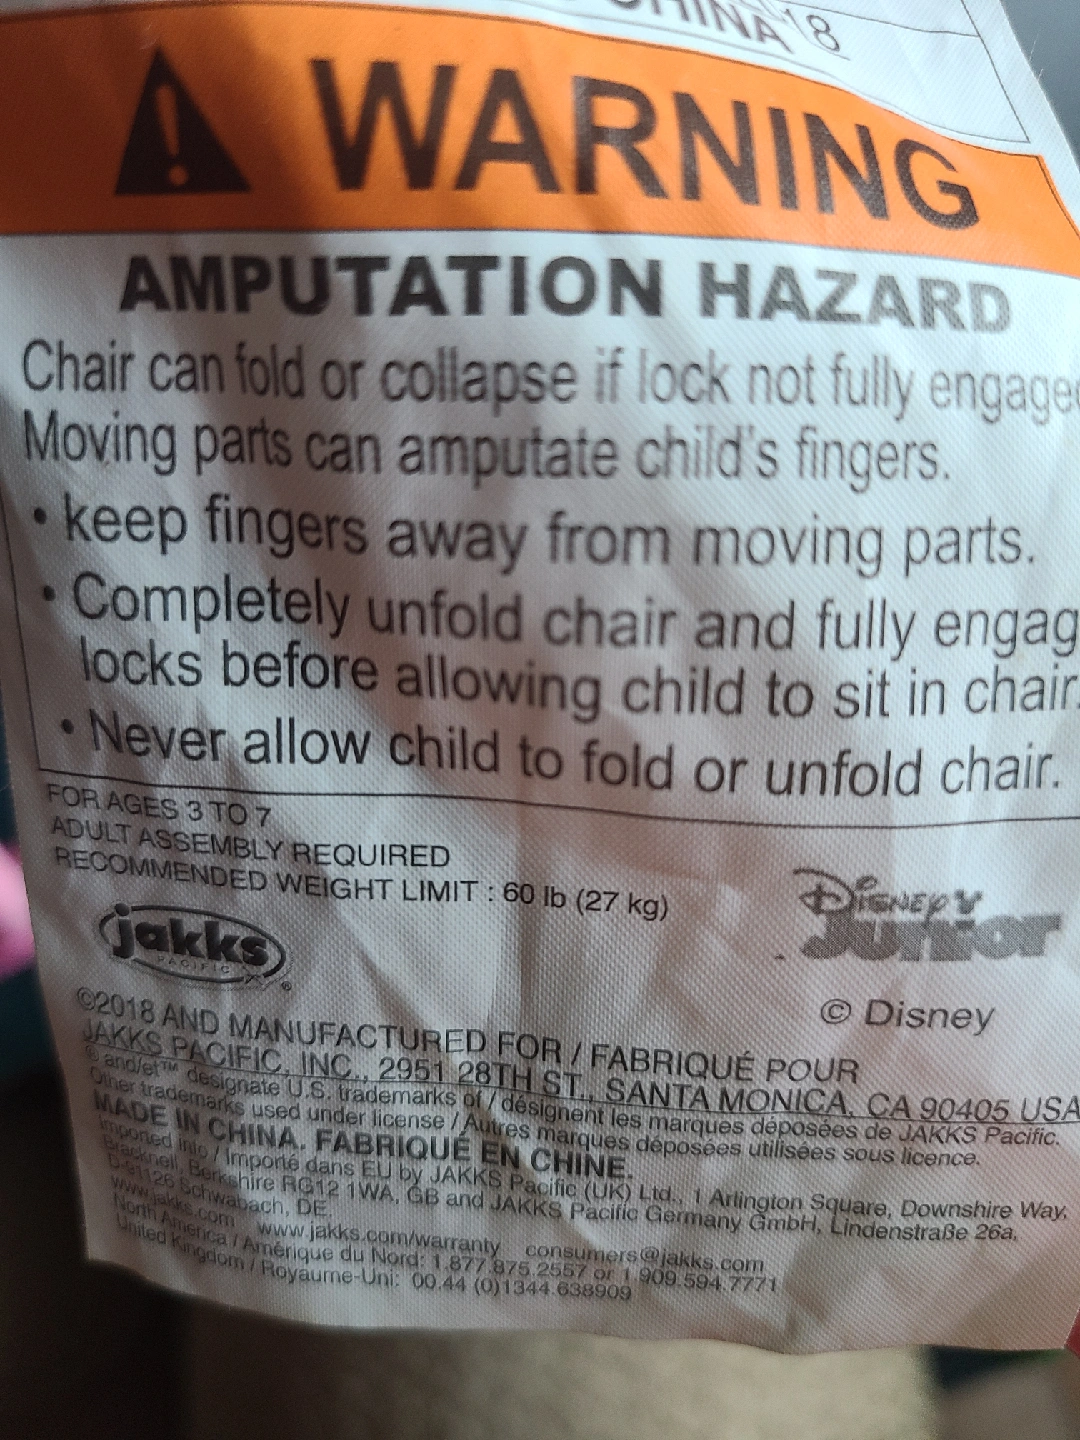 CHINA 18
WARNING
AMPUTATION HAZARD
Chair can fold or collapse if lock not fully engage
Moving parts can amputate child's fingers.
• keep fingers away from moving parts.
• Completely unfold chair and fully engag
locks before allowing child to sit in chair.
• Never allow child to fold or unfold chair.
FOR AGES 3 TO 7
ADULT ASSEMBLY REQUIRED
RECOMMENDED WEIGHT LIMIT : 60 lb (27 kg)
jakks
PACIFIC
®
Disney
Junior
© Disney
©2018 AND MANUFACTURED FOR / FABRIQUÉ POUR
JAKKS PACIFIC, INC., 2951 28TH ST., SANTA MONICA, CA 90405 USA
® and/et™ designate U.S. trademarks of / désignent les marques déposées de JAKKS Pacific.
Other trademarks used under license / Autres marques déposées utilisées sous licence.
MADE IN CHINA. FABRIQUÉ EN CHINE.
Imported into / Importé dans EU by JAKKS Pacific (UK) Ltd., 1 Arlington Square, Downshire Way,
Bracknell, Berkshire RG12 1WA, GB and JAKKS Pacific Germany GmbH, Lindenstraße 26a,
D-91126 Schwabach, DE.
www.jakks.com www.jakks.com/warranty consumers@jakks.com
North America / Amérique du Nord: 1.877.875.2557 or 1.909.594.7771
United Kingdom / Royaume-Uni: 00.44 (0)1344 638909